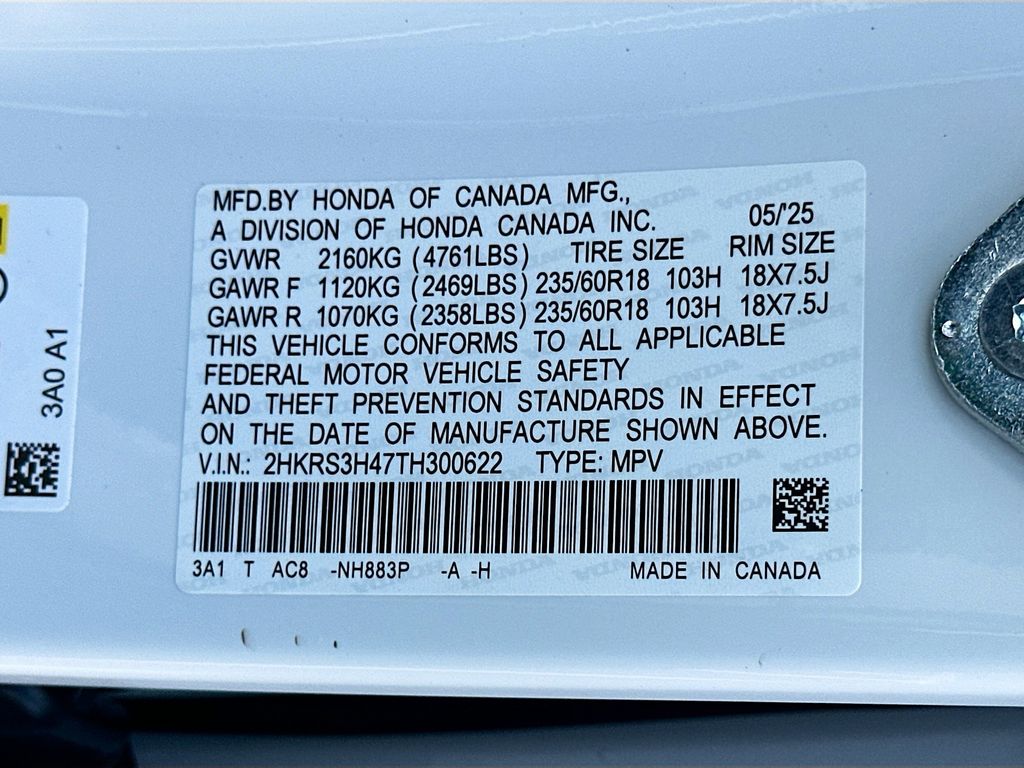 MFD.BY HONDA OF CANADA MFG.,
A DIVISION OF HONDA CANADA INC. 05/'25
GVWR 2160KG (4761LBS) TIRE SIZE RIM SIZE
GAWR F 1120KG (2469LBS) 235/60R18 103H 18X7.5J
GAWR R 1070KG (2358LBS) 235/60R18 103H 18X7.5J
THIS VEHICLE CONFORMS TO ALL APPLICABLE
FEDERAL MOTOR VEHICLE SAFETY
AND THEFT PREVENTION STANDARDS IN EFFECT
ON THE DATE OF MANUFACTURE SHOWN ABOVE.
V.I.N.: 2HKRS3H47TH300622 TYPE: MPV
3A1 T AC8 -NH883P -A -H MADE IN CANADA
3A0 A1